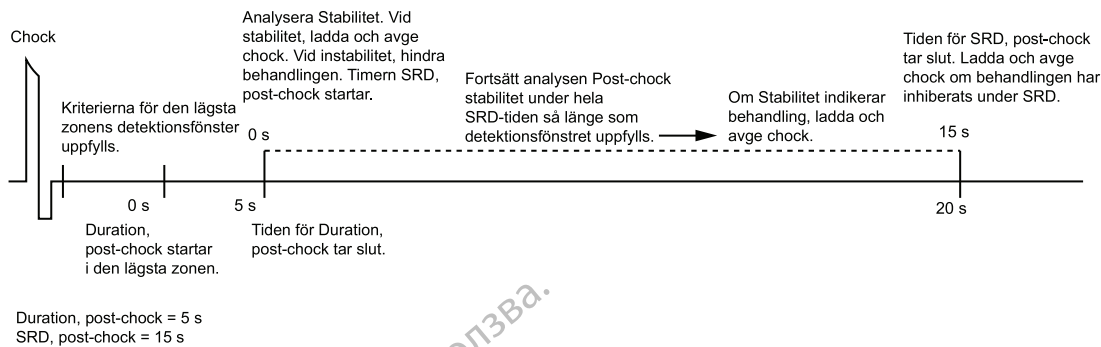 Chock
Kriterierna för den lägsta
zonens detektionsfönster
uppfylls.
Analysera Stabilitet. Vid
stabilitet, ladda och avge
chock. Vid instabilitet, hindra
behandlingen. Timern SRD,
post-chock startar.
0 s
Fortsätt analysen Post-chock
stabilitet under hela
SRD-tiden så länge som
detektionsfönstret uppfylls.
Om Stabilitet indikerar
behandling, ladda och
avge chock.
Tiden för SRD, post-chock
tar slut. Ladda och avge
chock om behandlingen har
inhiberats under SRD.
15 s
0 s
5 s
20 s
Duration,
post-chock startar
i den lägsta zonen.
Tiden för Duration,
post-chock tar slut.
Duration, post-chock = 5 s
SRD, post-chock = 15 s